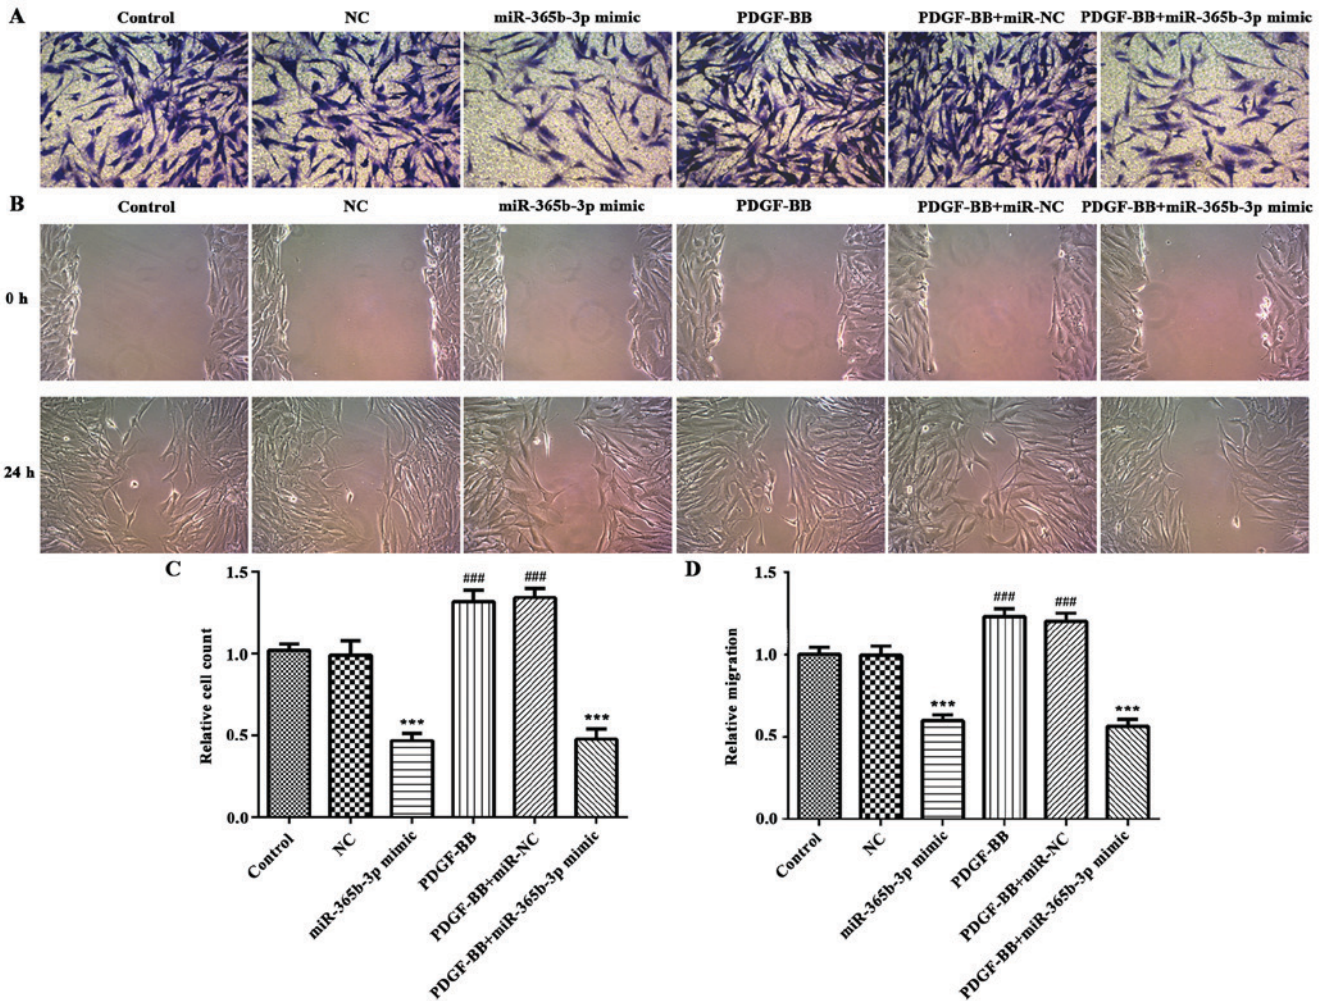 A
Control NC miR-365b-3p mimic PDGF-BB PDGF-BB+miR-NC PDGF-BB+miR-365b-3p mimic
B
Control NC miR-365b-3p mimic PDGF-BB PDGF-BB+miR-NC PDGF-BB+miR-365b-3p mimic
0 h
24 h
C
Relative cell count
1.5
1.0
0.5
0.0
***
###
###
***
Control
NC
miR-365b-3p mimic
PDGF-BB
PDGF-BB+miR-NC
PDGF-BB+miR-365b-3p mimic
D
Relative migration
1.5
1.0
0.5
0.0
***
###
###
***
Control
NC
miR-365b-3p mimic
PDGF-BB
PDGF-BB+miR-NC
PDGF-BB+miR-365b-3p mimic